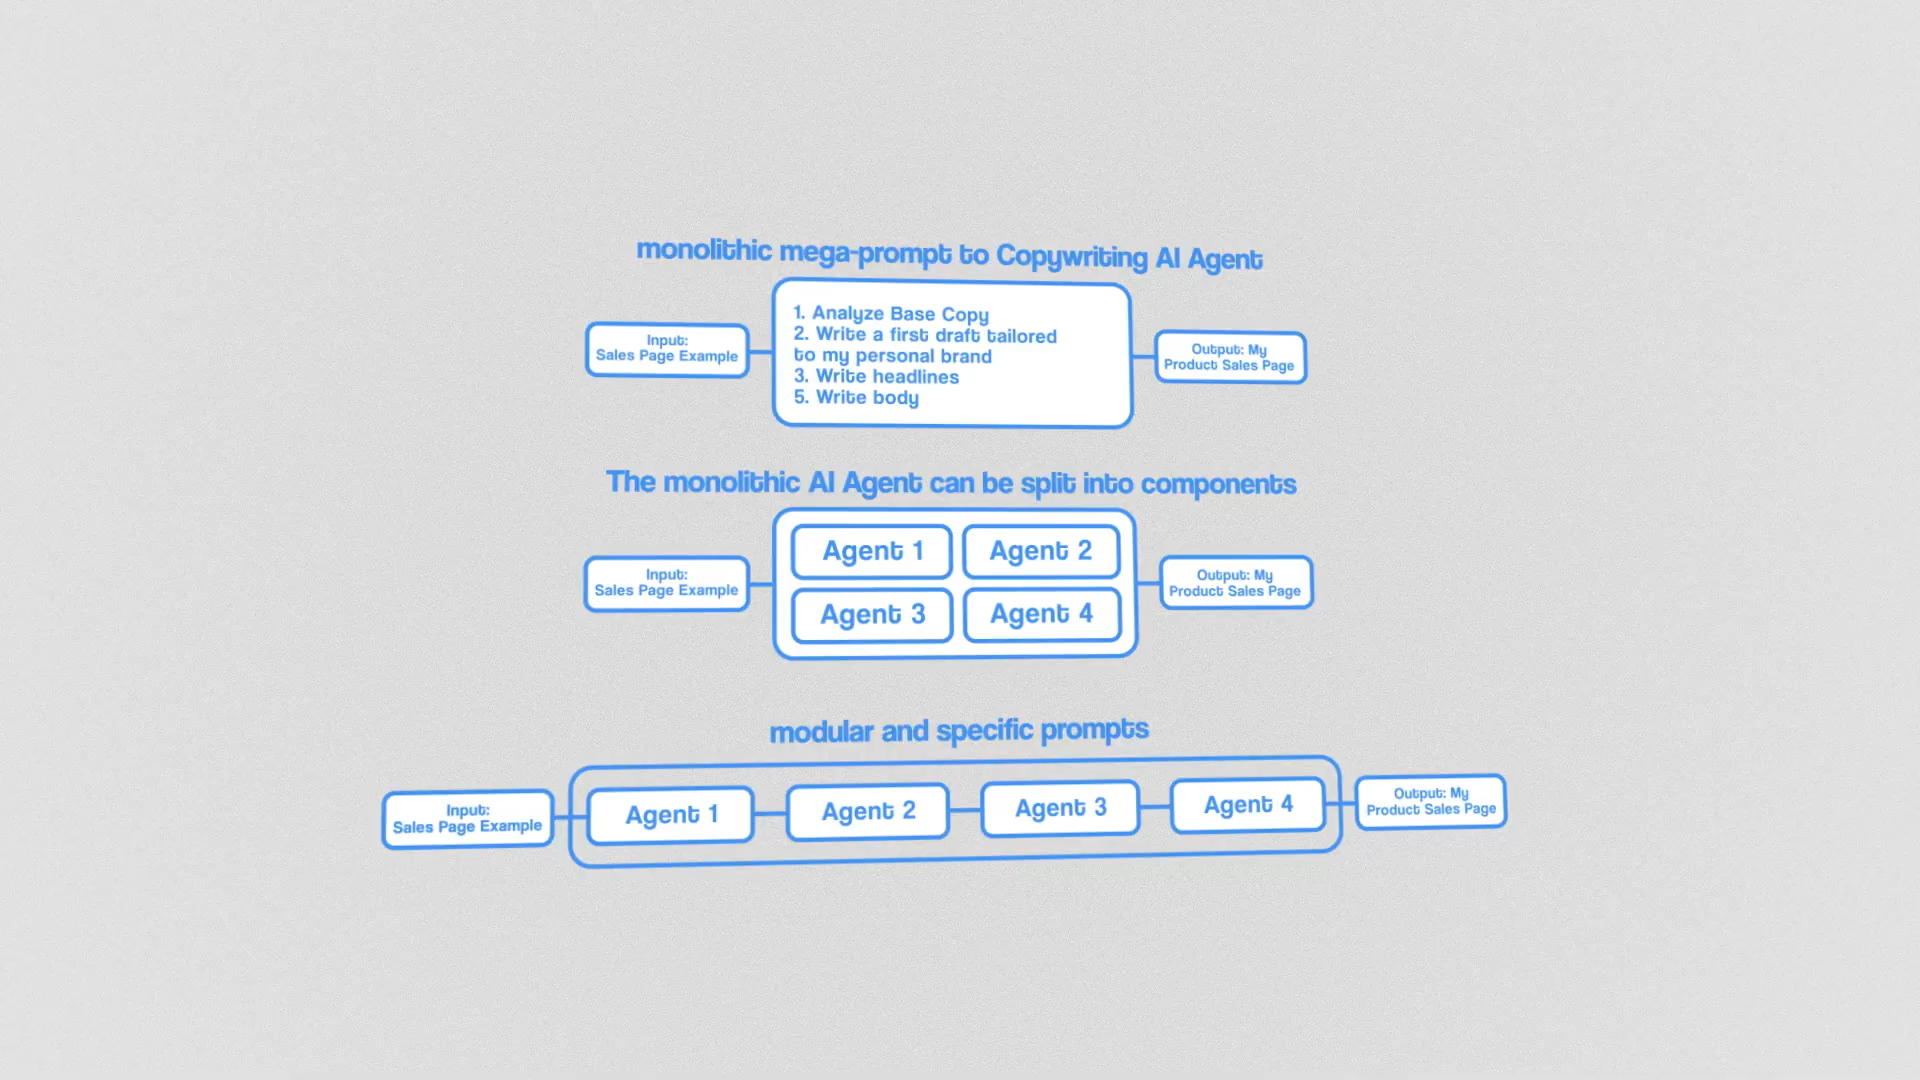 monolithic mega-prompt to Copywriting AI Agent
Input:
Sales Page Example
1. Analyze Base Copy
2. Write a first draft tailored
to my personal brand
3. Write headlines
5. Write body
Output: My
Product Sales Page
The monolithic AI Agent can be split into components
Input:
Sales Page Example
Agent 1
Agent 2
Agent 3
Agent 4
Output: My
Product Sales Page
modular and specific prompts
Input:
Sales Page Example
Agent 1
Agent 2
Agent 3
Agent 4
Output: My
Product Sales Page